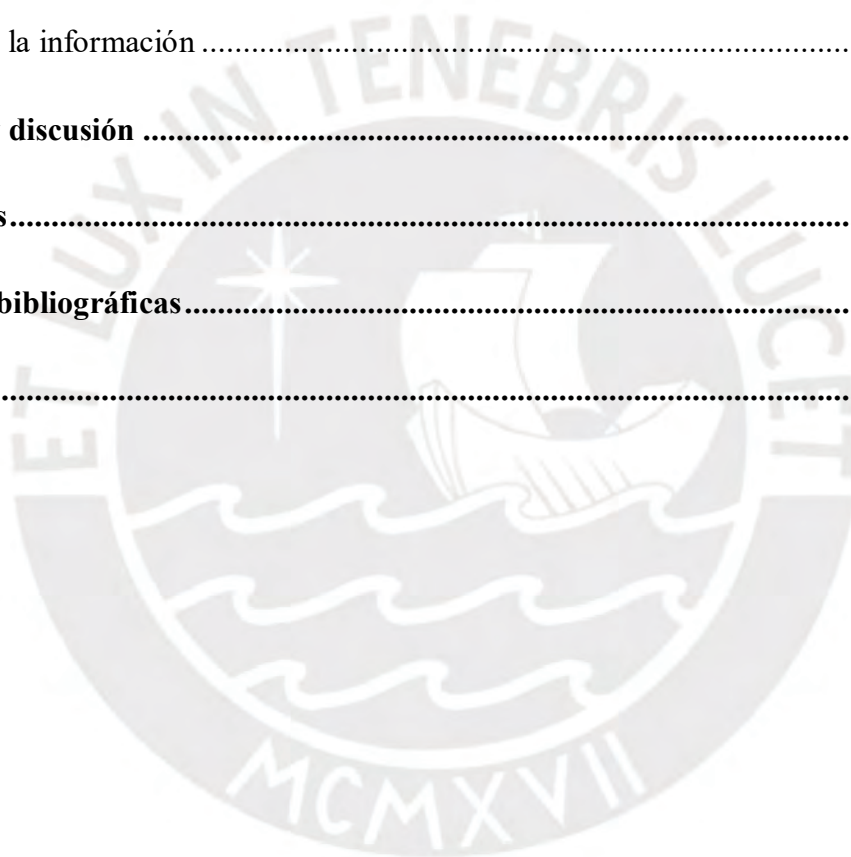 la información ....................................................................................
discusión ....................................................................................
s....................................................................................
bibliográficas....................................................................................
....................................................................................
ET LUX IN TENEBRIS LUCET
MCMXVII